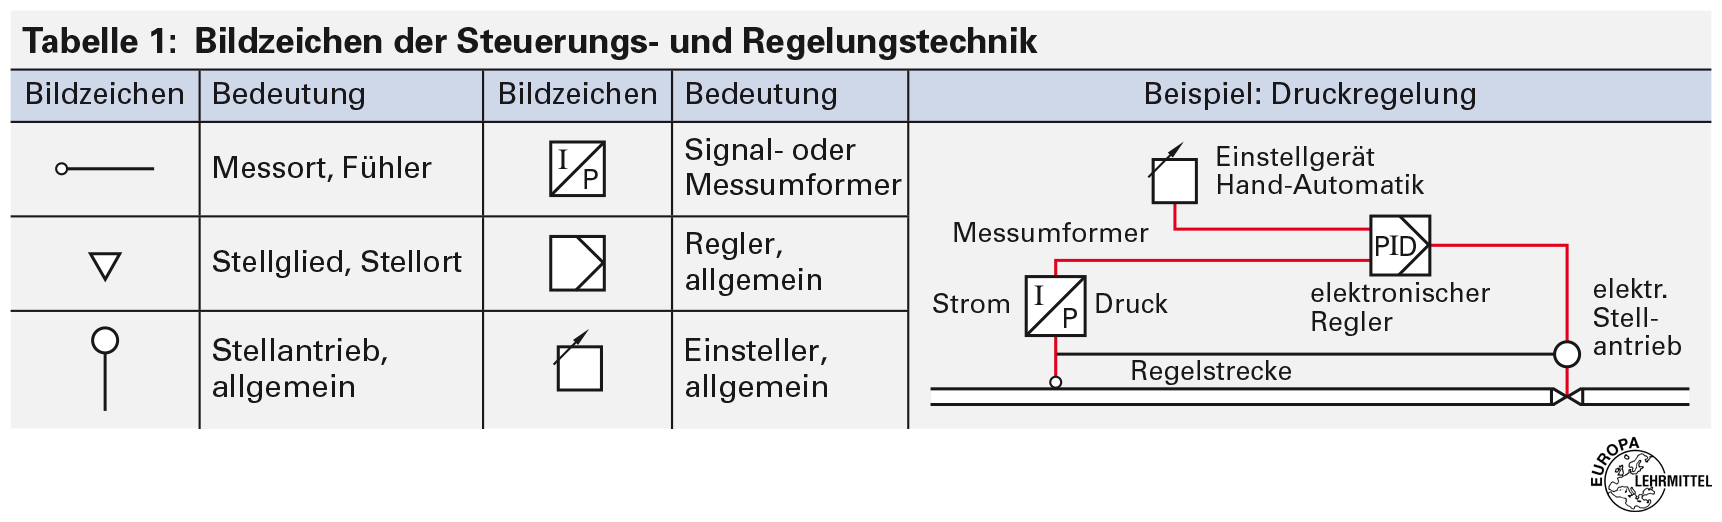 Tabelle 1: Bildzeichen der Steuerungs- und Regelungstechnik
Bildzeichen
Bedeutung
Bildzeichen
Bedeutung
Beispiel: Druckregelung
Messort, Fühler
I
P
Signal- oder
Messumformer
Stellglied, Stellort
Regler,
allgemein
Stellantrieb,
allgemein
Einsteller,
allgemein
Einstellgerät
Hand-Automatik
Messumformer
PID
Strom
I
P
Druck
elektronischer
Regler
elektr.
Stell-
antrieb
Regelstrecke
EUROPA
LEHRMITTEL